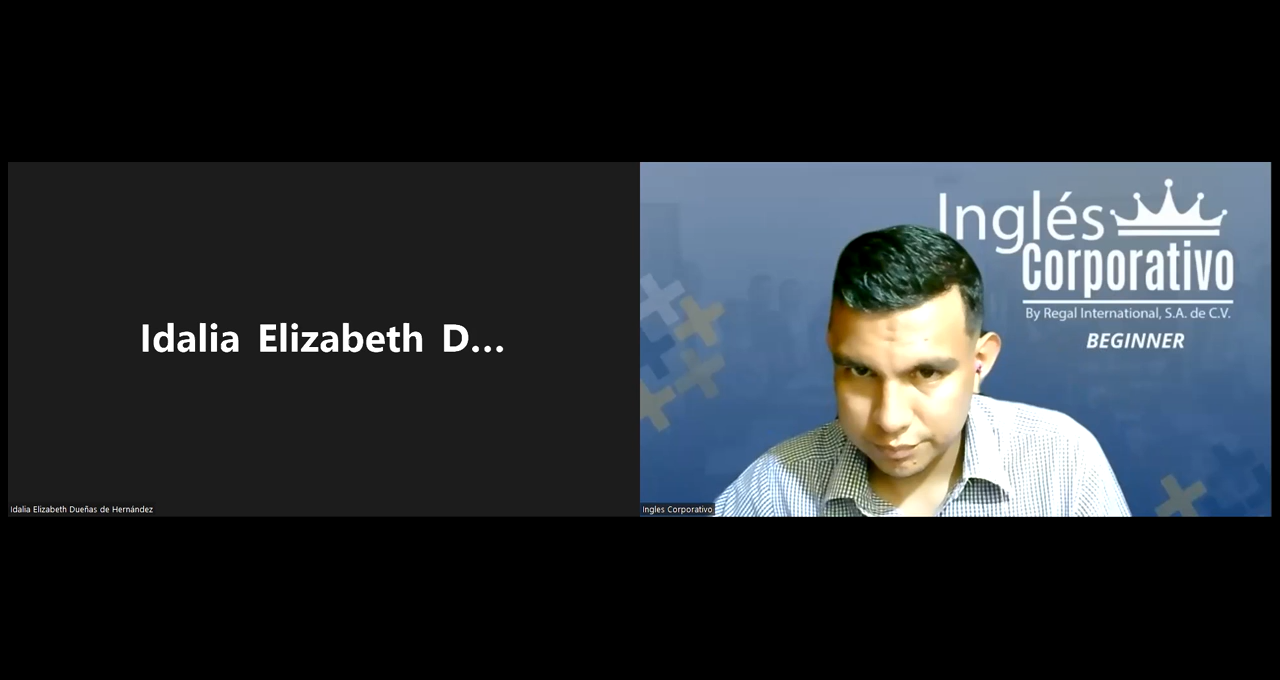 Idalia Elizabeth D...
Idalia Elizabeth Dueñas de Hernández
Inglés
Corporativo
By Regal International, S.A. de C.V.
BEGINNER
Ingles Corporativo